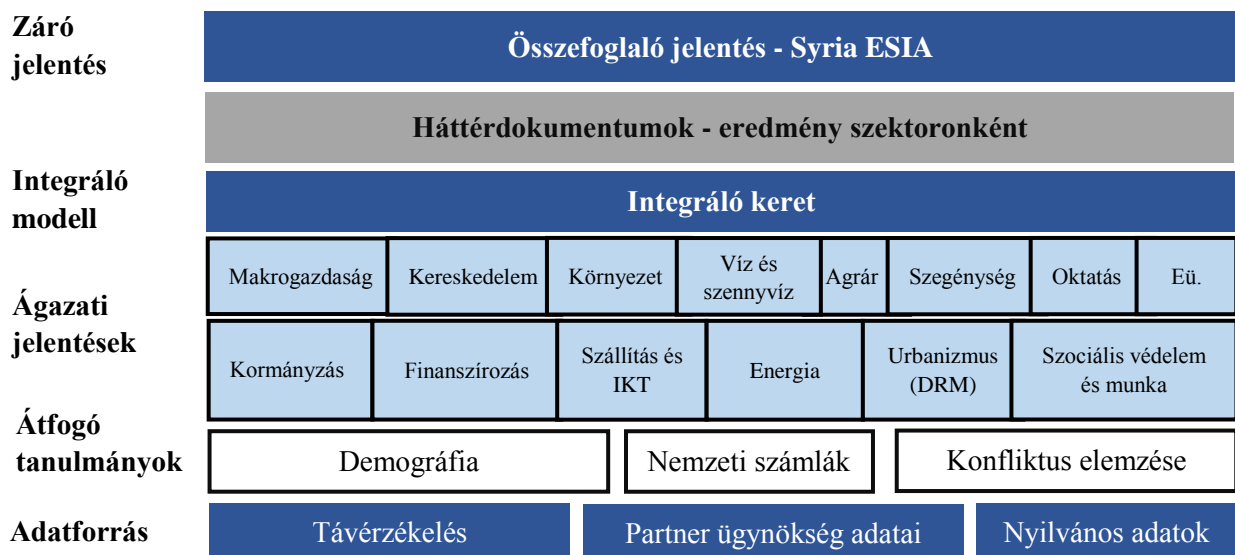 Záró
jelentés
Összefoglaló jelentés - Syria ESIA
Háttérdokumentumok - eredmény szektoronként
Integráló
modell
Integráló keret
Ágazati
jelentések
Makrogazdaság
Kereskedelem
Környezet
Víz és
szennyvíz
Agrár
Szegénység
Oktatás
Eü.
Kormányzás
Finanszírozás
Szállítás és
IKT
Energia
Urbanizmus
(DRM)
Szociális védelem
és munka
Átfogó
tanulmányok
Demográfia
Nemzeti számlák
Konfliktus elemzése
Adatforrás
Távérzékelés
Partner ügynökség adatai
Nyilvános adatok